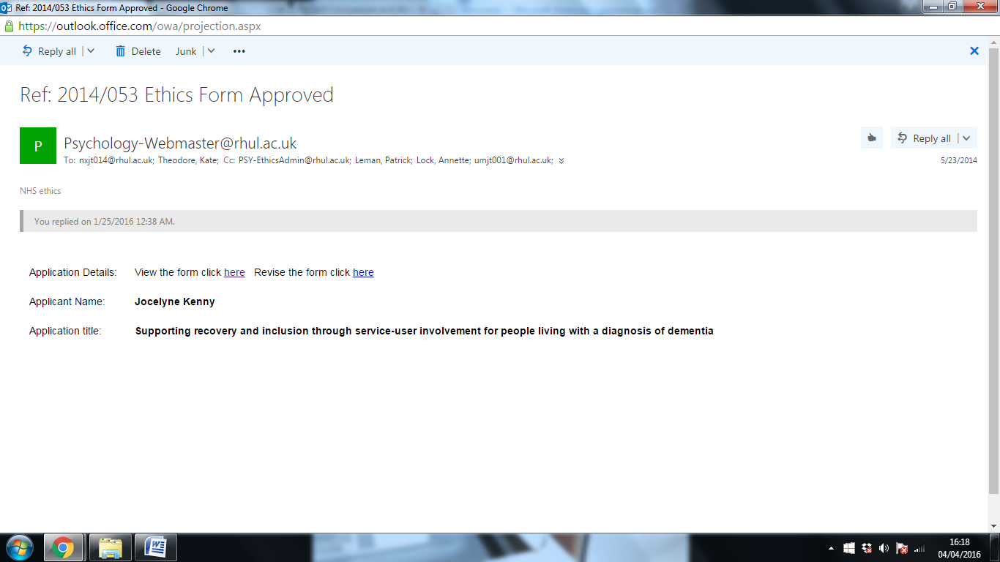 Ref: 2014/053 Ethics Form Approved - Google Chrome
https://outlook.office.com/owa/projection.aspx
Reply all Delete Junk •••
Ref: 2014/053 Ethics Form Approved
P
Psychology-Webmaster@rhul.ac.uk
Reply all
To: nxjt014@rhul.ac.uk; Theodore, Kate; Cc: PSY-EthicsAdmin@rhul.ac.uk; Leman, Patrick; Lock, Annette; umjt001@rhul.ac.uk;
5/23/2014
NHS ethics
You replied on 1/25/2016 12:38 AM.
Application Details: View the form click here Revise the form click here
Applicant Name: Jocelyne Kenny
Application title: Supporting recovery and inclusion through service-user involvement for people living with a diagnosis of dementia
16:18
04/04/2016